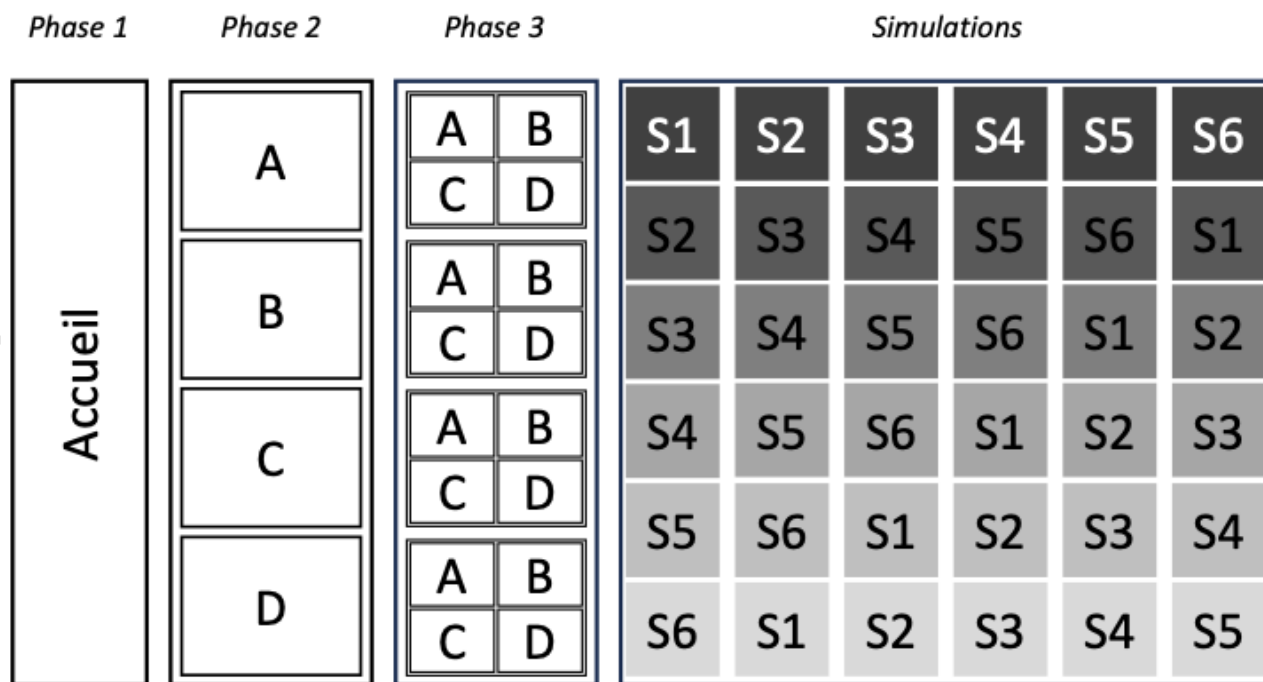 Phase 1 Phase 2 Phase 3 Simulations
Accueil
A
B
C
D
A B
C D
A B
C D
A B
C D
A B
C D
S1 S2 S3 S4 S5 S6
S2 S3 S4 S5 S6 S1
S3 S4 S5 S6 S1 S2
S4 S5 S6 S1 S2 S3
S5 S6 S1 S2 S3 S4
S6 S1 S2 S3 S4 S5